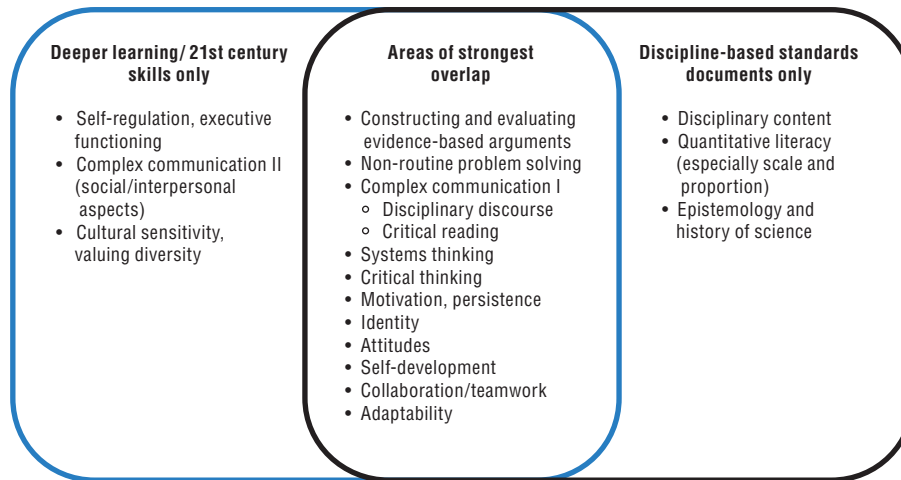 Deeper learning/ 21st century
skills only
• Self-regulation, executive
functioning
• Complex communication II
(social/interpersonal
aspects)
• Cultural sensitivity,
valuing diversity
Areas of strongest
overlap
• Constructing and evaluating
evidence-based arguments
• Non-routine problem solving
• Complex communication I
○ Disciplinary discourse
○ Critical reading
• Systems thinking
• Critical thinking
• Motivation, persistence
• Identity
• Attitudes
• Self-development
• Collaboration/teamwork
• Adaptability
Discipline-based standards
documents only
• Disciplinary content
• Quantitative literacy
(especially scale and
proportion)
• Epistemology and
history of science